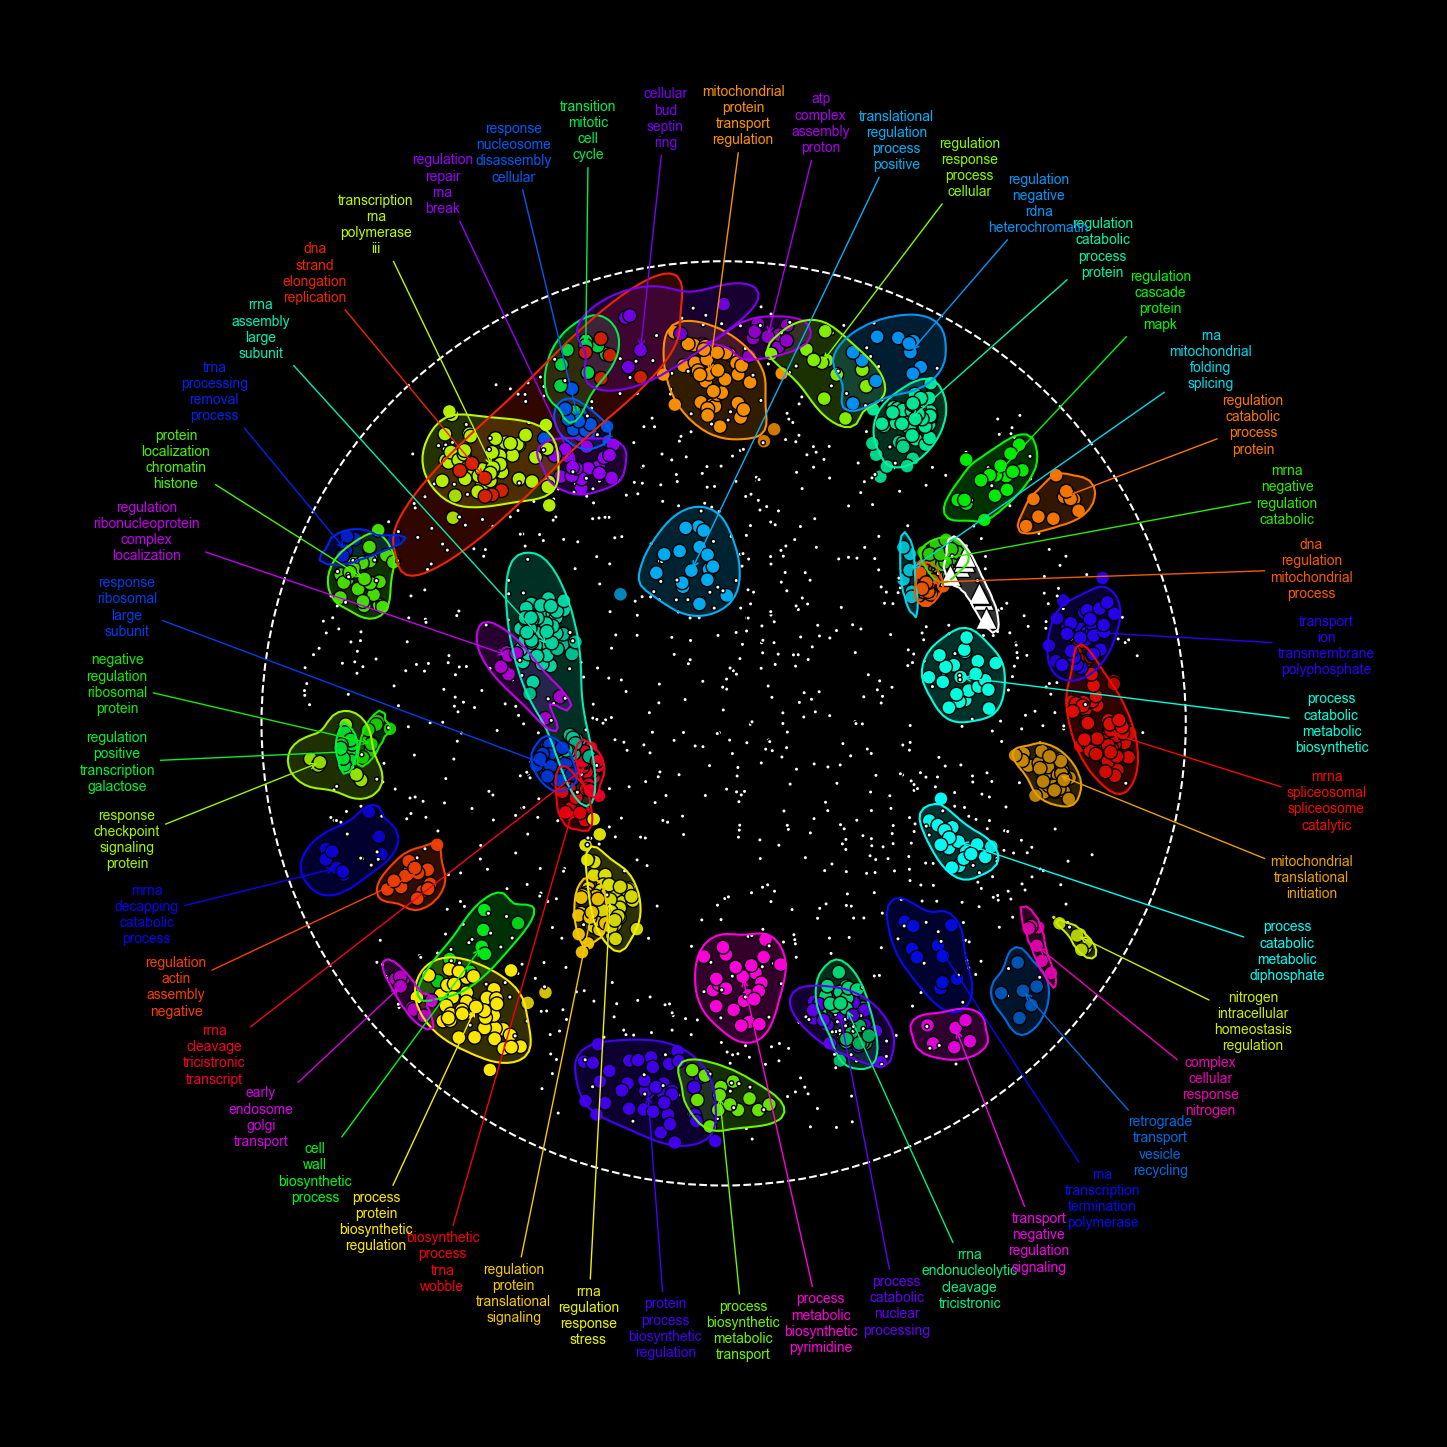 cellular
bud
septin
ring
mitochondrial
protein
transport
regulation
atp
complex
assembly
proton
translational
regulation
process
positive
regulation
response
process
cellular
regulation
negative
rdna
heterochromatin
regulation
catabolic
process
protein
regulation
cascade
protein
mapk
rna
mitochondrial
folding
splicing
regulation
catabolic
process
protein
mrna
negative
regulation
catabolic
dna
regulation
mitochondrial
process
transport
ion
transmembrane
polyphosphate
process
catabolic
metabolic
biosynthetic
mrna
spliceosomal
spliceosome
catalytic
mitochondrial
translational
initiation
process
catabolic
metabolic
diphosphate
nitrogen
intracellular
homeostasis
regulation
complex
cellular
response
nitrogen
retrograde
transport
vesicle
recycling
rna
transcription
termination
polymerase
transport
negative
regulation
signaling
rrna
endonucleolytic
cleavage
tricistronic
process
catabolic
nuclear
processing
process
metabolic
biosynthetic
pyrimidine
process
biosynthetic
metabolic
transport
protein
process
biosynthetic
regulation
rrna
regulation
response
stress
regulation
protein
translational
signaling
biosynthetic
process
trna
wobble
process
protein
biosynthetic
regulation
cell
wall
biosynthetic
process
early
endosome
golgi
transport
rrna
cleavage
tricistronic
transcript
regulation
actin
assembly
negative
mrna
decapping
catabolic
process
response
checkpoint
signaling
protein
regulation
positive
transcription
galactose
negative
regulation
ribosomal
protein
response
ribosomal
large
subunit
regulation
ribonucleoprotein
complex
localization
protein
localization
chromatin
histone
trna
processing
removal
process
rrna
assembly
large
subunit
dna
strand
elongation
replication
transcription
rna
polymerase
iii
regulation
repair
rna
break
response
nucleosome
disassembly
cellular
transition
mitotic
cell
cycle